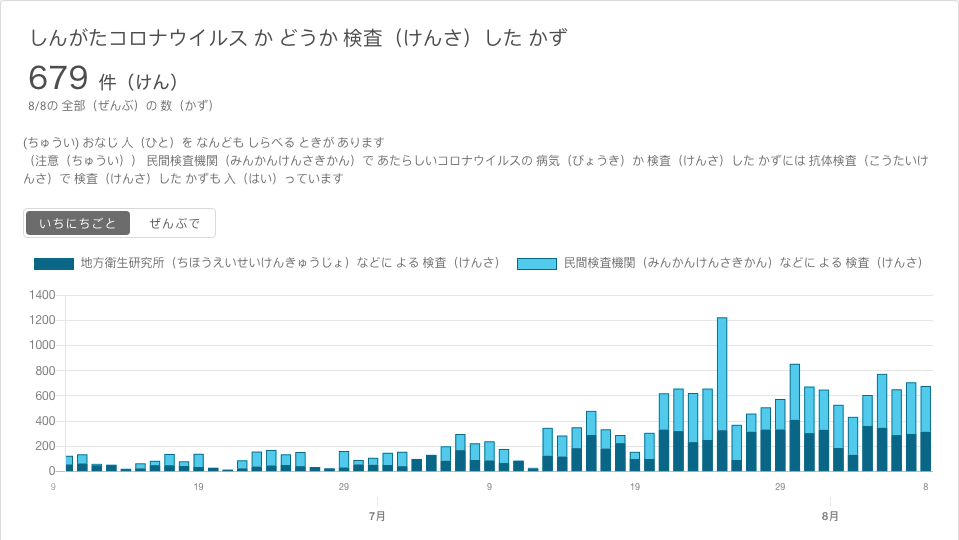 しんがたコロナウイルス か どうか 検査（けんさ）した かず
679 件（けん）
8/8の 全部（ぜんぶ）の 数（かず）
(ちゅうい) おなじ 人（ひと）を なんども しらべる ときが あります
（注意（ちゅうい）） 民間検査機関（みんかんけんさきかん）で あたらしいコロナウイルスの 病気（びょうき）か 検査（けんさ）した かずには 抗体検査（こうたいけ
んさ）で 検査（けんさ）した かずも 入（はい）っています
いちにちごと ぜんぶで
地方衛生研究所（ちほうえいせいけんきゅうじょ）などに よる 検査（けんさ） 民間検査機関（みんかんけんさきかん）などに よる 検査（けんさ）
1400
1200
1000
800
600
400
200
0
9 19 29 9 19 29 8
7月 8月